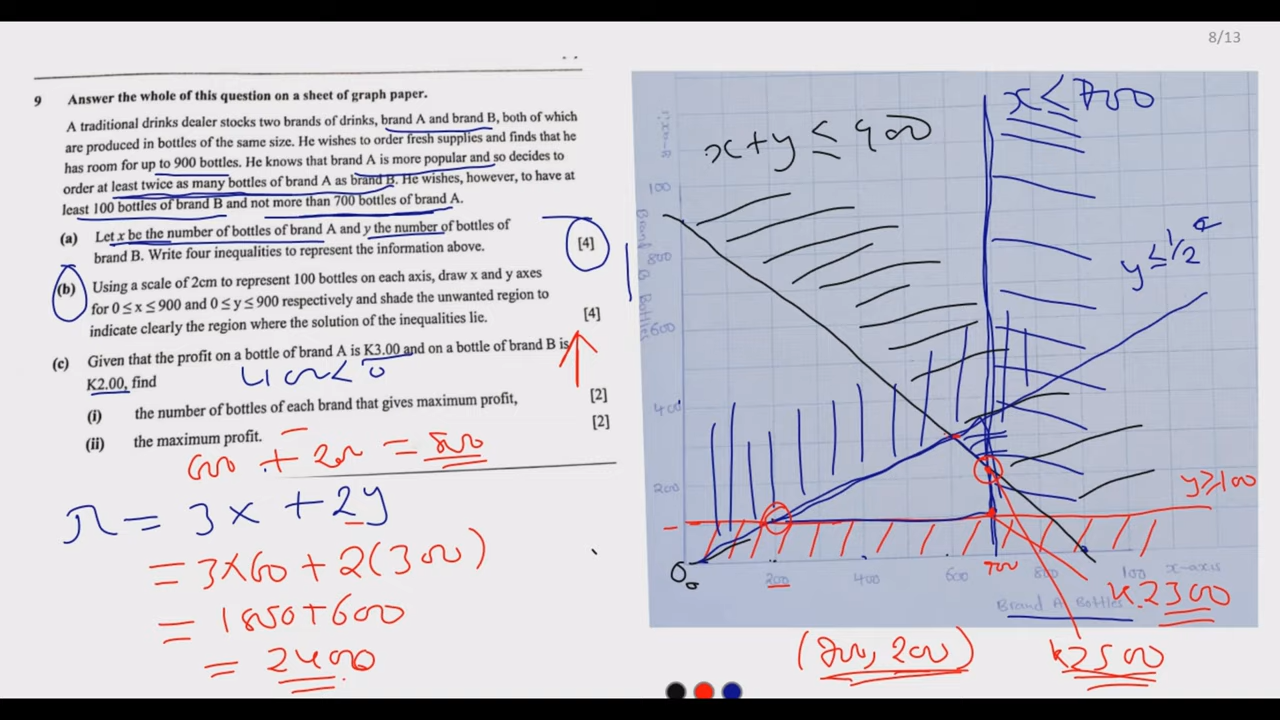 8/13
9 Answer the whole of this question on a sheet of graph paper.
A traditional drinks dealer stocks two brands of drinks, brand A and brand B, both of which
are produced in bottles of the same size. He wishes to order fresh supplies and finds that he
has room for up to 900 bottles. He knows that brand A is more popular and so decides to
order at least twice as many bottles of brand A as brand B. He wishes, however, to have at
least 100 bottles of brand B and not more than 700 bottles of brand A.
(a) Let x be the number of bottles of brand A and y the number of bottles of
brand B. Write four inequalities to represent the information above. [4]
(b) Using a scale of 2cm to represent 100 bottles on each axis, draw x and y axes
for 0 ≤ x ≤ 900 and 0 ≤ y ≤ 900 respectively and shade the unwanted region to
indicate clearly the region where the solution of the inequalities lie. [4]
(c) Given that the profit on a bottle of brand A is K3.00 and on a bottle of brand B is
K2.00, find
(i) the number of bottles of each brand that gives maximum profit, [2]
(ii) the maximum profit. [2]
600 + 200 = 800
π = 3x + 2y
= 3×60 + 2(300)
= 1800+600
= 2400
x ≤ 700
x+y ≤ 900
y ≤ 1/2 x
y ≥ 100
100
800
600
400
200
Brand B Bottles
0
200
400
600
700
800
100
x-axis
Brand A Bottles
K2300
(700, 200)
K2500